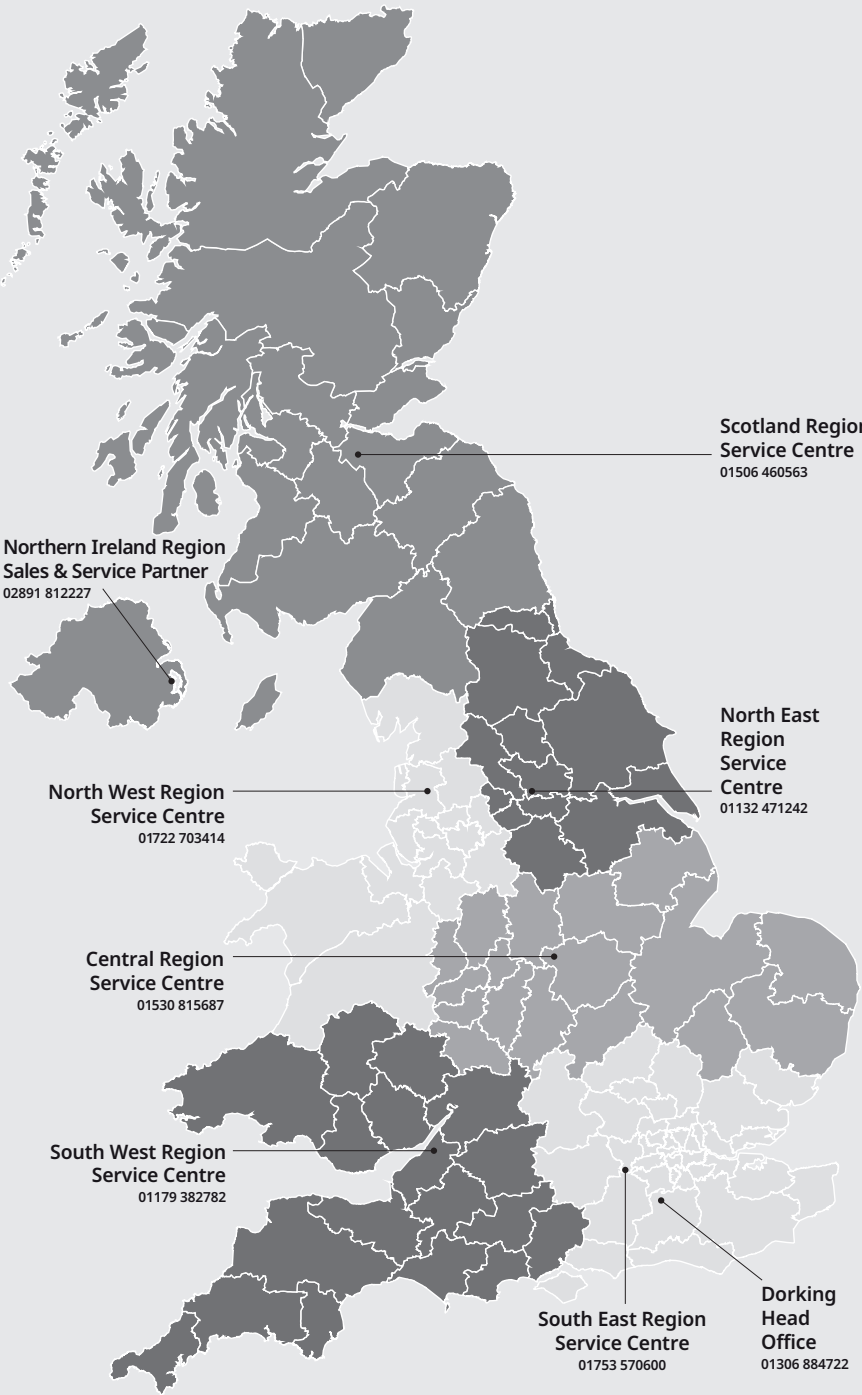 Scotland Region
Service Centre
01506 460563
Northern Ireland Region
Sales & Service Partner
02891 812227
North East
Region
Service
Centre
01132 471242
North West Region
Service Centre
01722 703414
Central Region
Service Centre
01530 815687
South West Region
Service Centre
01179 382782
South East Region
Service Centre
01753 570600
Dorking
Head
Office
01306 884722